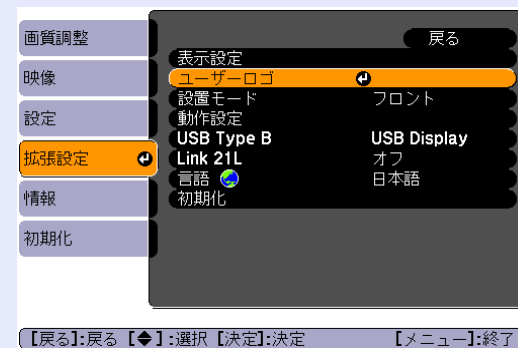 画質調整
映像
設定
拡張設定
情報
初期化
戻る
表示設定
ユーザーロゴ
設置モード フロント
動作設定
USB Type B USB Display
Link 21L オフ
言語 日本語
初期化
【戻る】:戻る 【◆】:選択 【決定】:決定 【メニュー】:終了